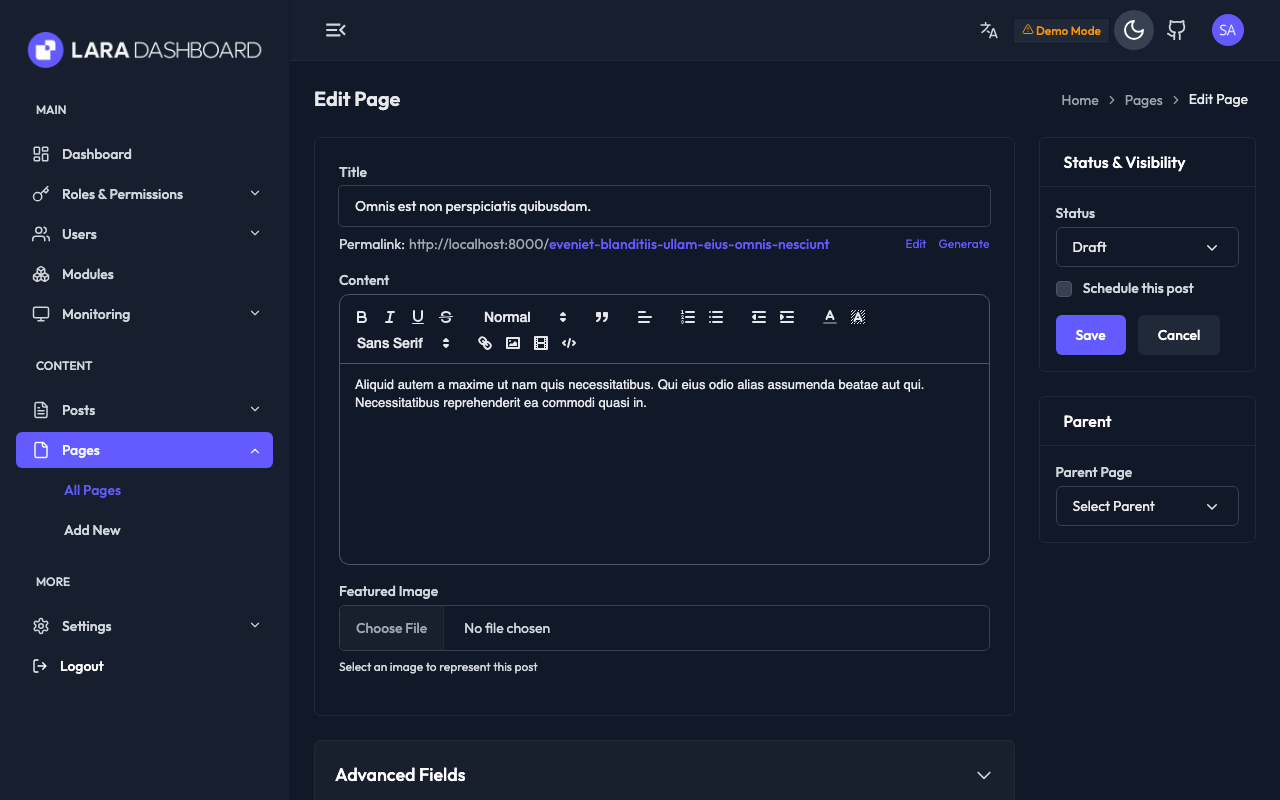 LARA DASHBOARD
MAIN
Dashboard
Roles & Permissions
Users
Modules
Monitoring
CONTENT
Posts
Pages
All Pages
Add New
MORE
Settings
Logout
Demo Mode
SA
Edit Page
Home
Pages
Edit Page
Title
Omnis est non perspiciatis quibusdam.
Permalink: http://localhost:8000/eveniet-blanditiis-ullam-eius-omnis-nesciunt
Edit
Generate
Content
Normal
Sans Serif
Aliquid autem a maxime ut nam quis necessitatibus. Qui eius odio alias assumenda beatae aut qui.
Necessitatibus reprehenderit ea commodi quasi in.
Featured Image
Choose File
No file chosen
Select an image to represent this post
Advanced Fields
Status & Visibility
Status
Draft
Schedule this post
Save
Cancel
Parent
Parent Page
Select Parent